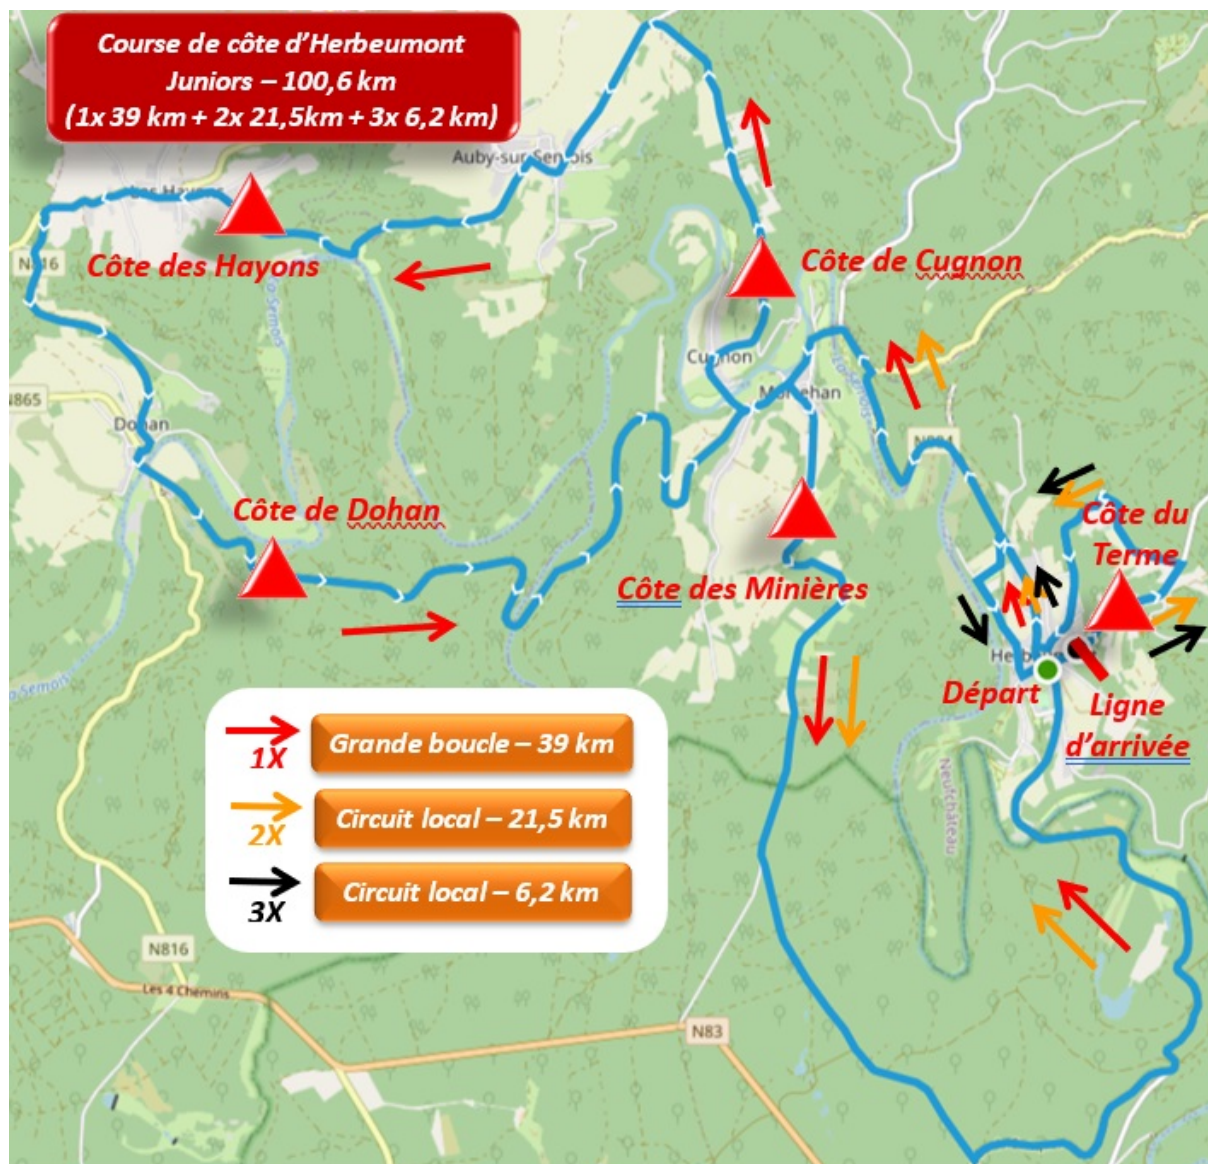 Course de côte d'Herbeumont
Juniors – 100,6 km
(1x 39 km + 2x 21,5km + 3x 6,2 km)
Auby-sur-Semois
N816
Côte des Hayons
Côte de Cugnon
Cugnon
Mortehan
N865
Dohan
Côte de Dohan
Côte du
Terme
Côte des Minières
Départ
Ligne
d'arrivée
Neufchâteau
1X
Grande boucle – 39 km
2X
Circuit local – 21,5 km
3X
Circuit local – 6,2 km
N816
Les 4 Chemins
N83